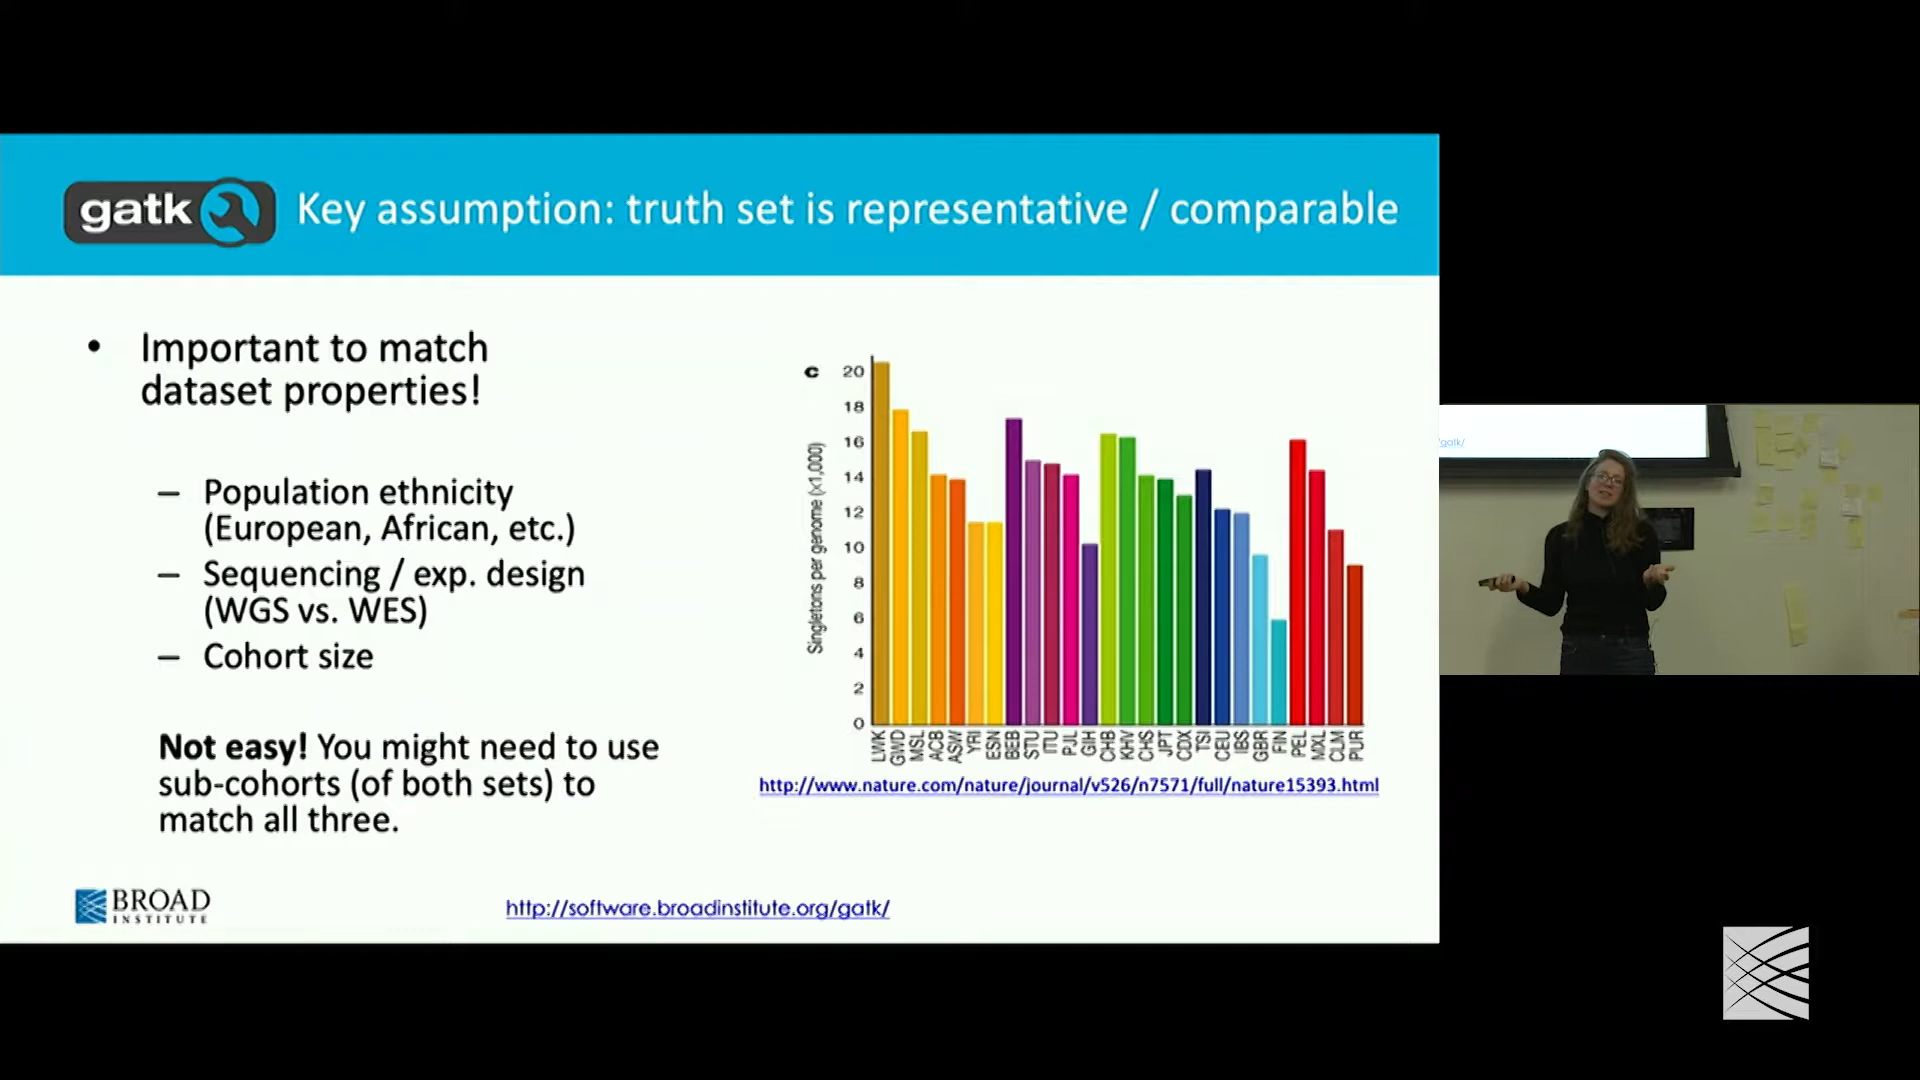 gatk
Key assumption: truth set is representative / comparable
• Important to match
dataset properties!
– Population ethnicity
(European, African, etc.)
– Sequencing / exp. design
(WGS vs. WES)
– Cohort size
Not easy! You might need to use
sub-cohorts (of both sets) to
match all three.
c
Singletons per genome (×1,000)
20
18
16
14
12
10
8
6
4
2
0
LWK GWD MSL ACB ASW YRI ESN BEB STU ITU PJL GIH CHB KHV CHS JPT CDX TSI CEU IBS GBR FIN PEL MXL CLM PUR
http://www.nature.com/nature/journal/v526/n7571/full/nature15393.html
BROAD
INSTITUTE
http://software.broadinstitute.org/gatk/
/gatk/